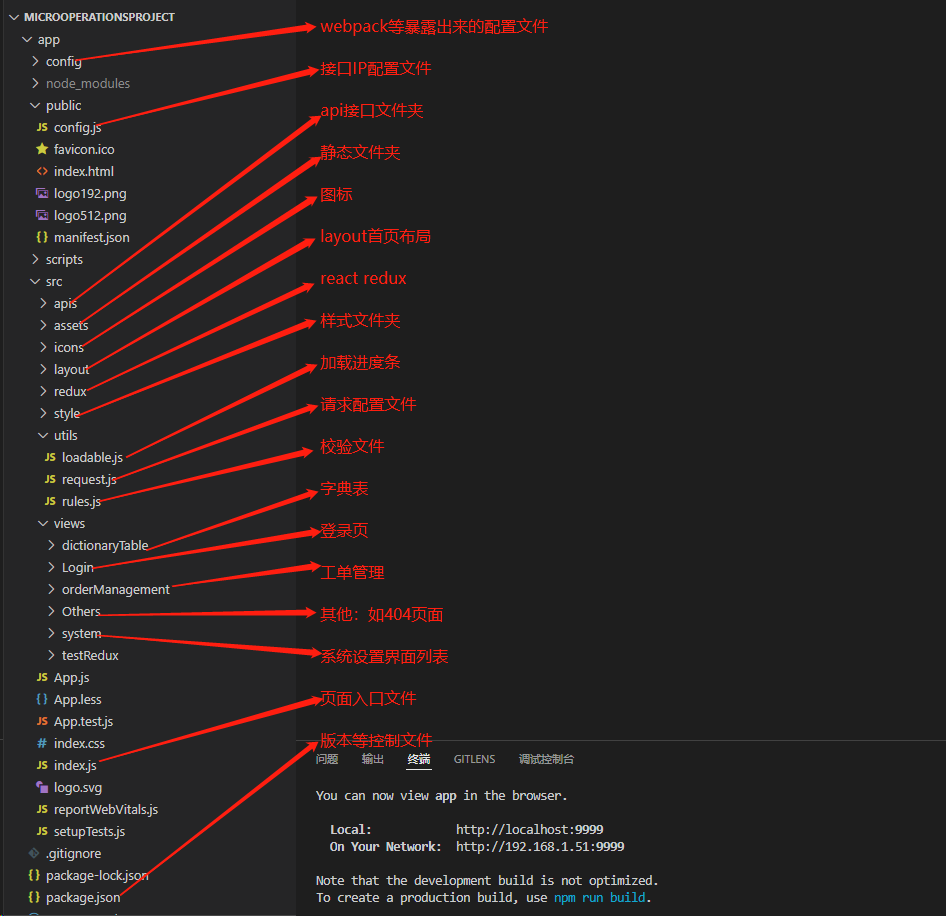 MICROOPERATIONSPROJECT
app
config
node_modules
public
config.js
favicon.ico
index.html
logo192.png
logo512.png
manifest.json
scripts
src
apis
assets
icons
layout
redux
style
utils
loadable.js
request.js
rules.js
views
dictionaryTable
Login
orderManagement
Others
system
testRedux
App.js
App.less
App.test.js
index.css
index.js
logo.svg
reportWebVitals.js
setupTests.js
.gitignore
package-lock.json
package.json
webpack等暴露出来的配置文件
接口IP配置文件
api接口文件夹
静态文件夹
图标
layout首页布局
react redux
样式文件夹
加载进度条
请求配置文件
校验文件
字典表
登录页
工单管理
其他：如404页面
系统设置界面列表
页面入口文件
版本等控制文件
问题 输出 终端 GITLENS 调试控制台
You can now view app in the browser.
Local: http://localhost:9999
On Your Network: http://192.168.1.51:9999
Note that the development build is not optimized.
To create a production build, use npm run build.